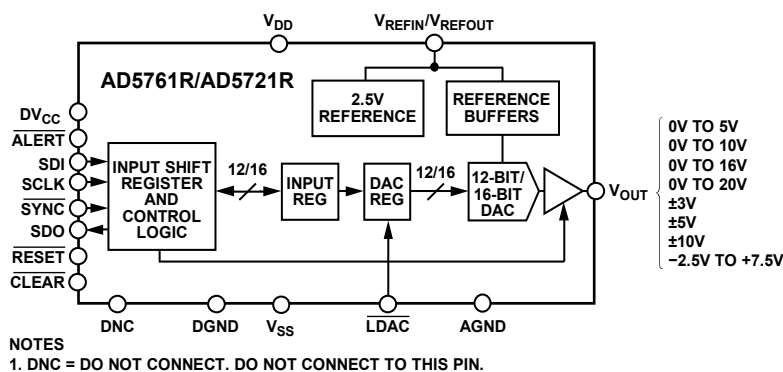 V_DD
V_REFIN/V_REFOUT
AD5761R/AD5721R
2.5V
REFERENCE
REFERENCE
BUFFERS
DV_CC
ALERT
SDI
SCLK
SYNC
SDO
RESET
CLEAR
INPUT SHIFT
REGISTER
AND
CONTROL
LOGIC
12/16
INPUT
REG
DAC
REG
12/16
12-BIT/
16-BIT
DAC
V_OUT
0V TO 5V
0V TO 10V
0V TO 16V
0V TO 20V
±3V
±5V
±10V
−2.5V TO +7.5V
DNC
DGND
V_SS
LDAC
AGND
NOTES
1. DNC = DO NOT CONNECT. DO NOT CONNECT TO THIS PIN.